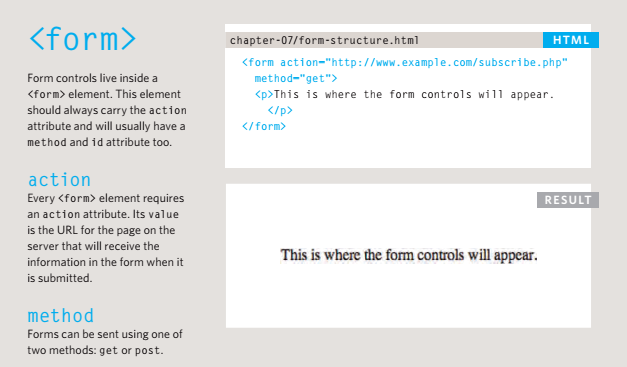 <form>
Form controls live inside a
<form> element. This element
should always carry the action
attribute and will usually have a
method and id attribute too.
action
Every <form> element requires
an action attribute. Its value
is the URL for the page on the
server that will receive the
information in the form when it
is submitted.
method
Forms can be sent using one of
two methods: get or post.
chapter-07/form-structure.html
HTML
<form action="http://www.example.com/subscribe.php"
method="get">
<p>This is where the form controls will appear.
</p>
</form>
RESULT
This is where the form controls will appear.